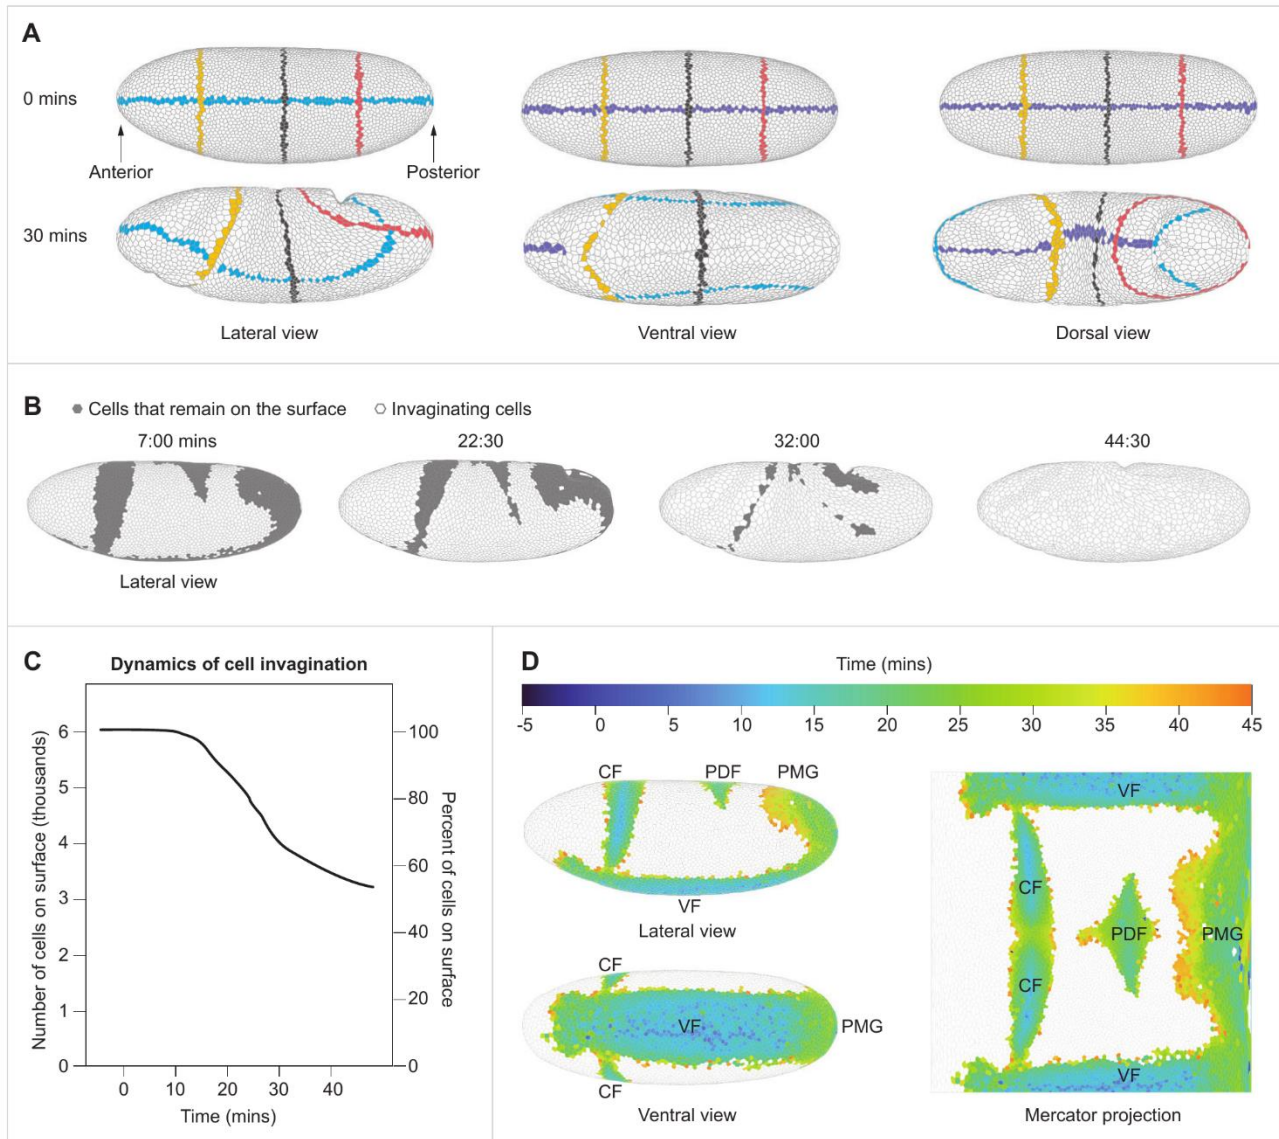 A
0 mins
Anterior
Posterior
30 mins
Lateral view
Ventral view
Dorsal view
B
Cells that remain on the surface
Invaginating cells
7:00 mins
22:30
32:00
44:30
Lateral view
C
Dynamics of cell invagination
Number of cells on surface (thousands)
6
5
4
3
2
1
0
100
80
60
40
20
0
Percent of cells on surface
0
10
20
30
40
Time (mins)
D
Time (mins)
-5
0
5
10
15
20
25
30
35
40
45
CF
PDF
PMG
VF
Lateral view
CF
VF
PMG
CF
Ventral view
VF
CF
PDF
PMG
CF
VF
Mercator projection